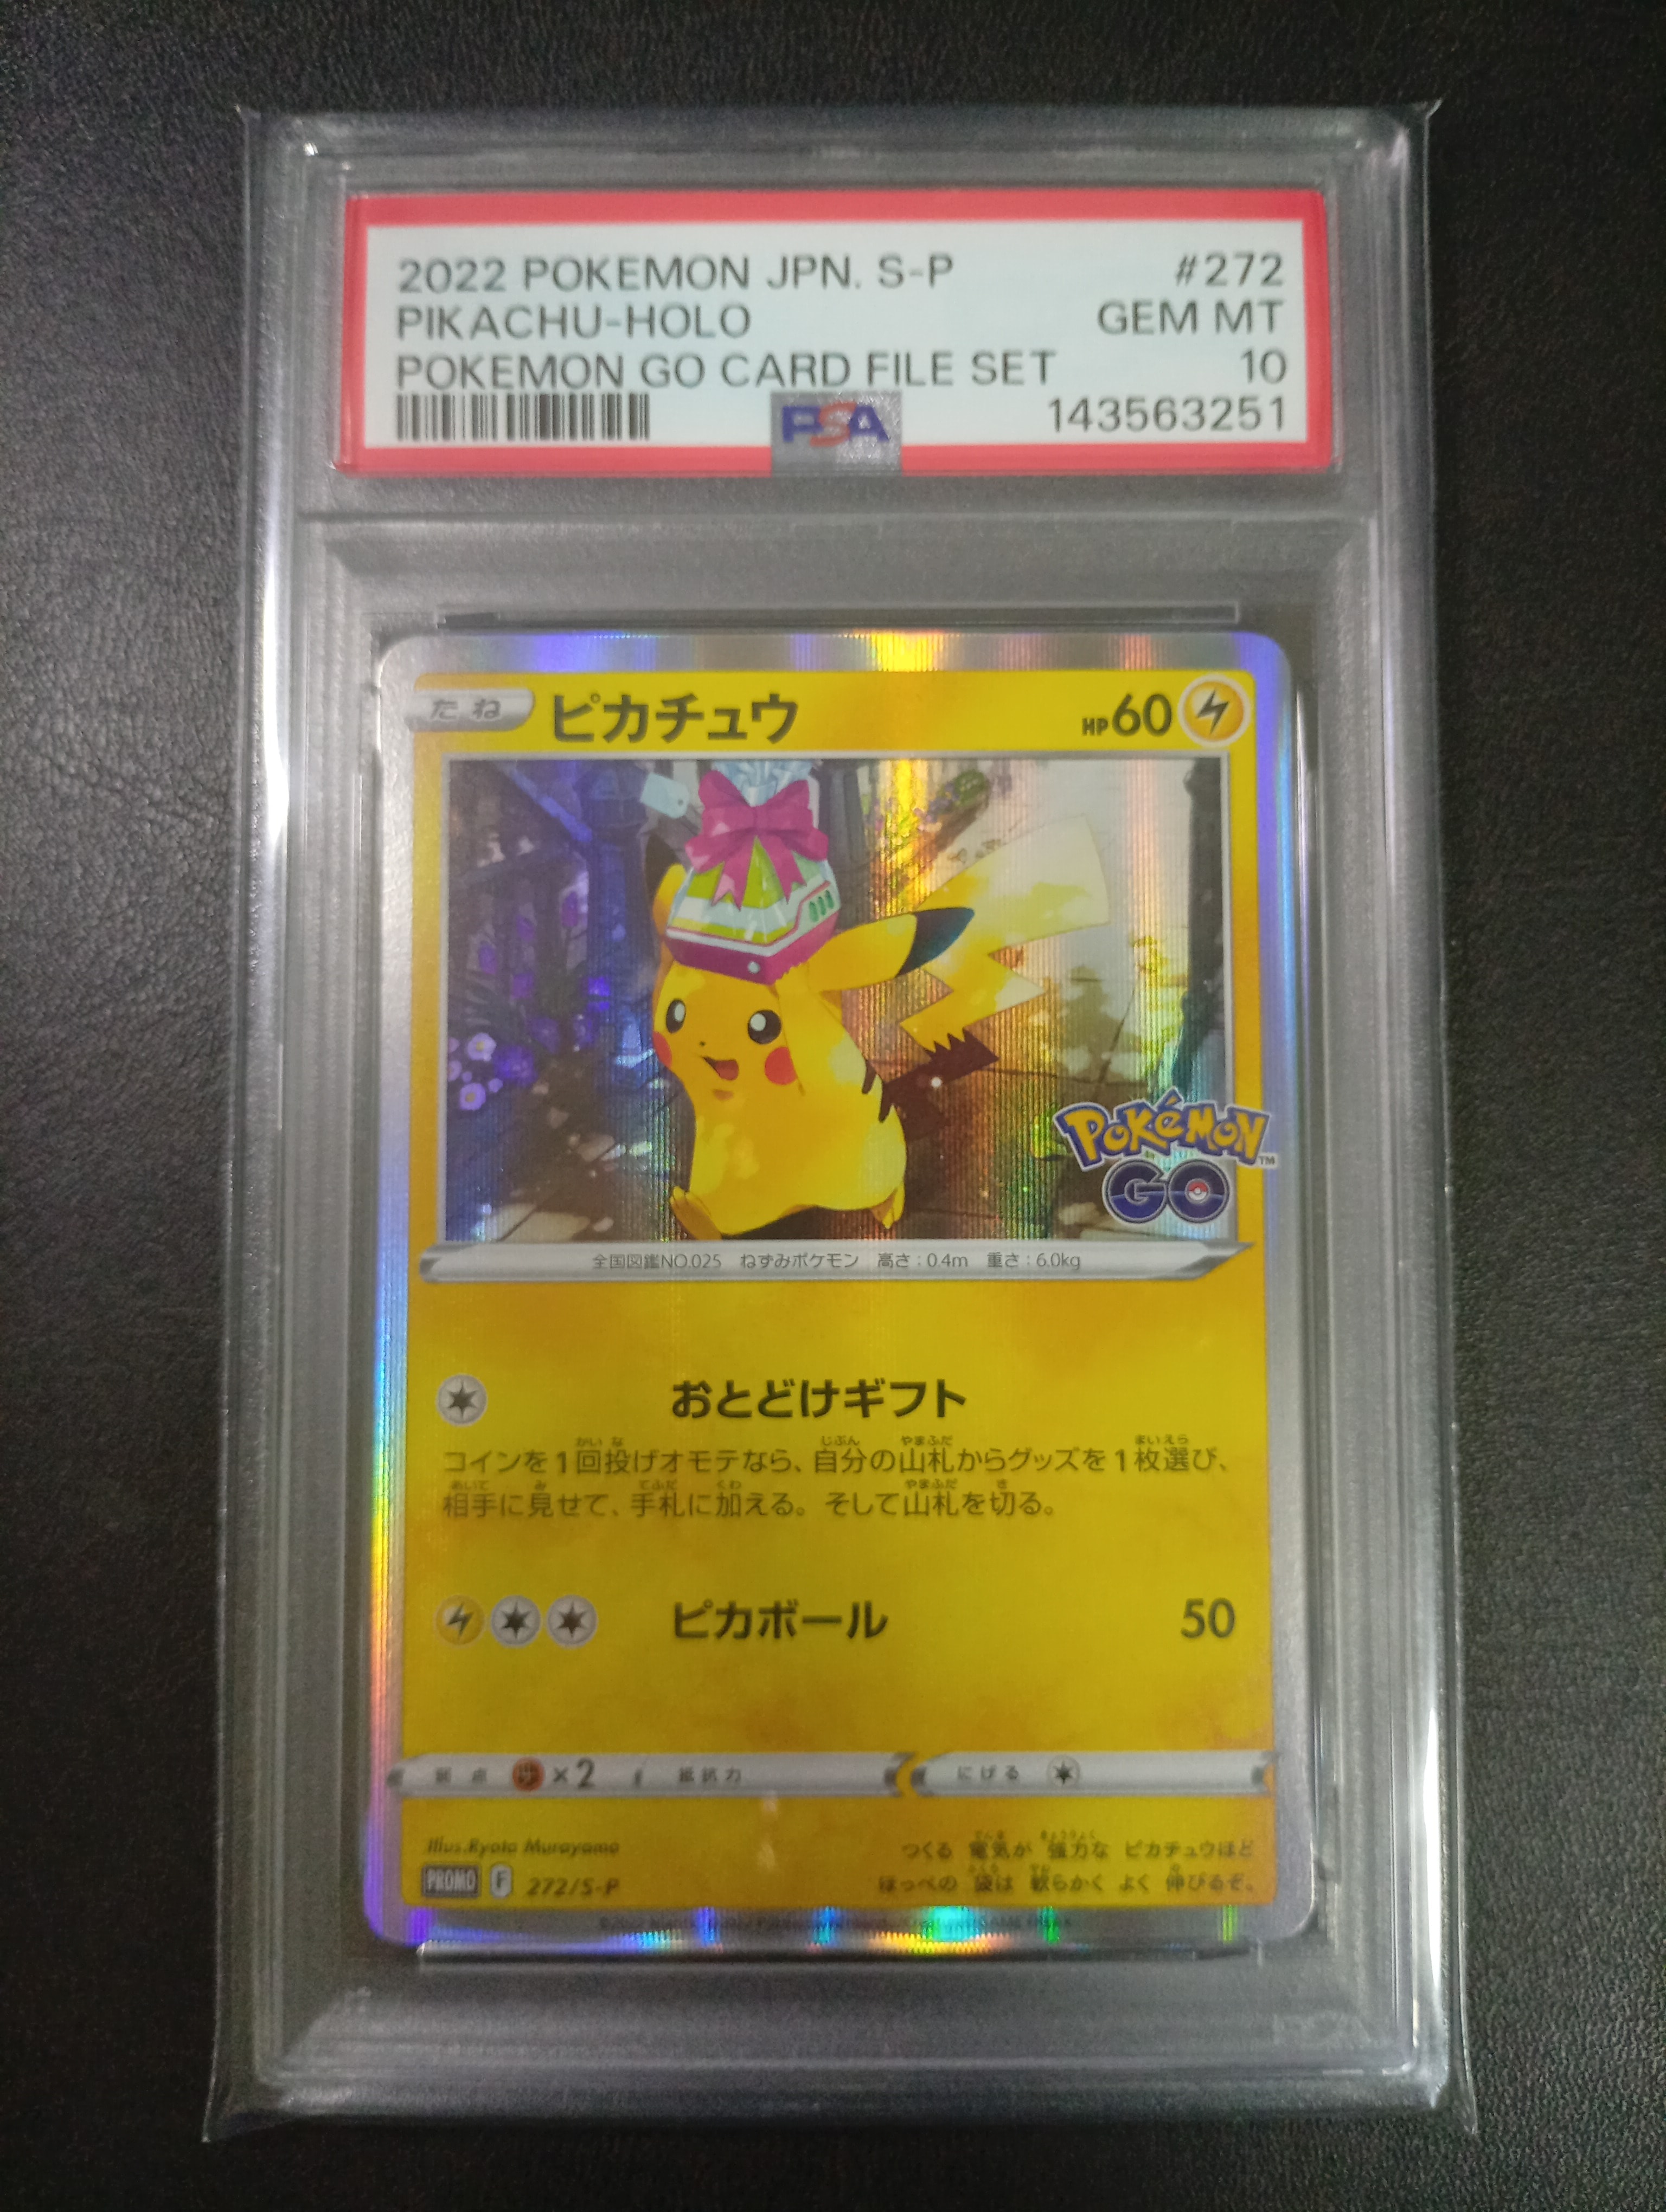 2022 POKEMON JPN. S-P #272
PIKACHU-HOLO GEM MT
POKEMON GO CARD FILE SET 10
PSA 143563251
たね ピカチュウ HP60
Pokémon™
GO
全国図鑑NO.025 ねずみポケモン 高さ:0.4m 重さ:6.0kg
おとどけギフト
コインを1回投げオモテなら、自分の山札からグッズを1枚選び、
相手に見せて、手札に加える。そして山札を切る。
ピカボール 50
弱点 ×2 抵抗力 にげる
Illus.Ryota Murayama
つくる 電気が 強力な ピカチュウほど
PROMO F 272/S-P
ほっぺの 袋は 軟らかく よく 伸びるぞ。